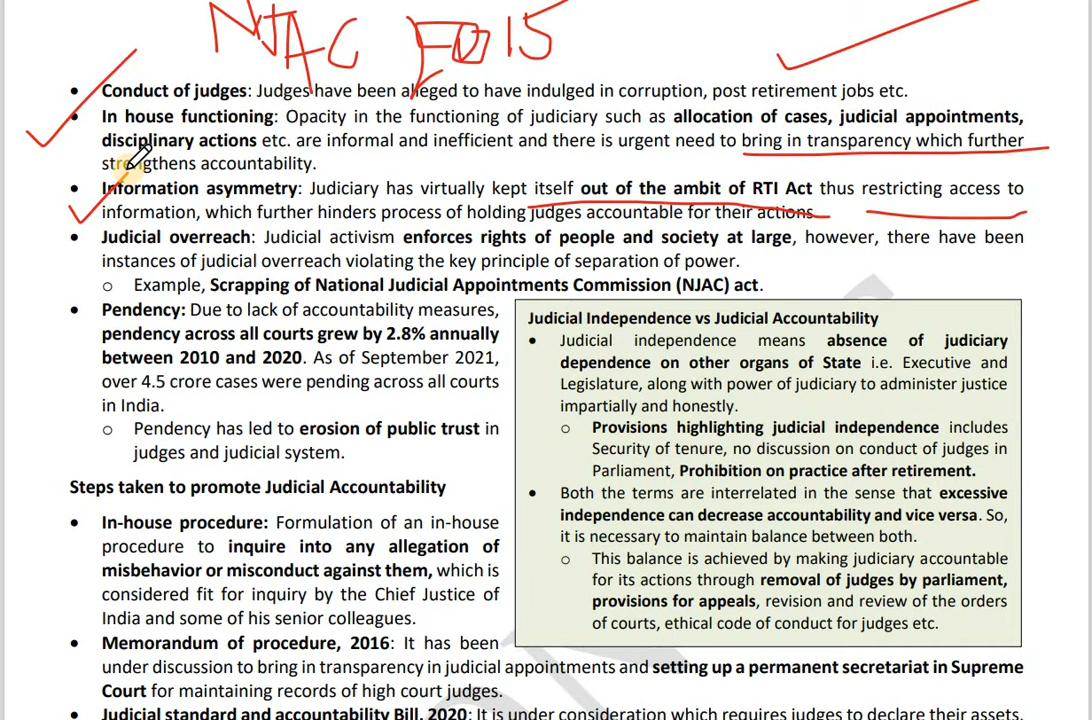 NJAC 2015
• Conduct of judges: Judges have been alleged to have indulged in corruption, post retirement jobs etc.
• In house functioning: Opacity in the functioning of judiciary such as allocation of cases, judicial appointments,
disciplinary actions etc. are informal and inefficient and there is urgent need to bring in transparency which further
strengthens accountability.
• Information asymmetry: Judiciary has virtually kept itself out of the ambit of RTI Act thus restricting access to
information, which further hinders process of holding judges accountable for their actions.
• Judicial overreach: Judicial activism enforces rights of people and society at large, however, there have been
instances of judicial overreach violating the key principle of separation of power.
o Example, Scrapping of National Judicial Appointments Commission (NJAC) act.
• Pendency: Due to lack of accountability measures,
pendency across all courts grew by 2.8% annually
between 2010 and 2020. As of September 2021,
over 4.5 crore cases were pending across all courts
in India.
o Pendency has led to erosion of public trust in
judges and judicial system.
Steps taken to promote Judicial Accountability
• In-house procedure: Formulation of an in-house
procedure to inquire into any allegation of
misbehavior or misconduct against them, which is
considered fit for inquiry by the Chief Justice of
India and some of his senior colleagues.
Judicial Independence vs Judicial Accountability
• Judicial independence means absence of judiciary
dependence on other organs of State i.e. Executive and
Legislature, along with power of judiciary to administer justice
impartially and honestly.
o Provisions highlighting judicial independence includes
Security of tenure, no discussion on conduct of judges in
Parliament, Prohibition on practice after retirement.
• Both the terms are interrelated in the sense that excessive
independence can decrease accountability and vice versa. So,
it is necessary to maintain balance between both.
o This balance is achieved by making judiciary accountable
for its actions through removal of judges by parliament,
provisions for appeals, revision and review of the orders
of courts, ethical code of conduct for judges etc.
• Memorandum of procedure, 2016: It has been
under discussion to bring in transparency in judicial appointments and setting up a permanent secretariat in Supreme
Court for maintaining records of high court judges.
• Judicial standard and accountability Bill, 2020: It is under consideration which requires judges to declare their assets,